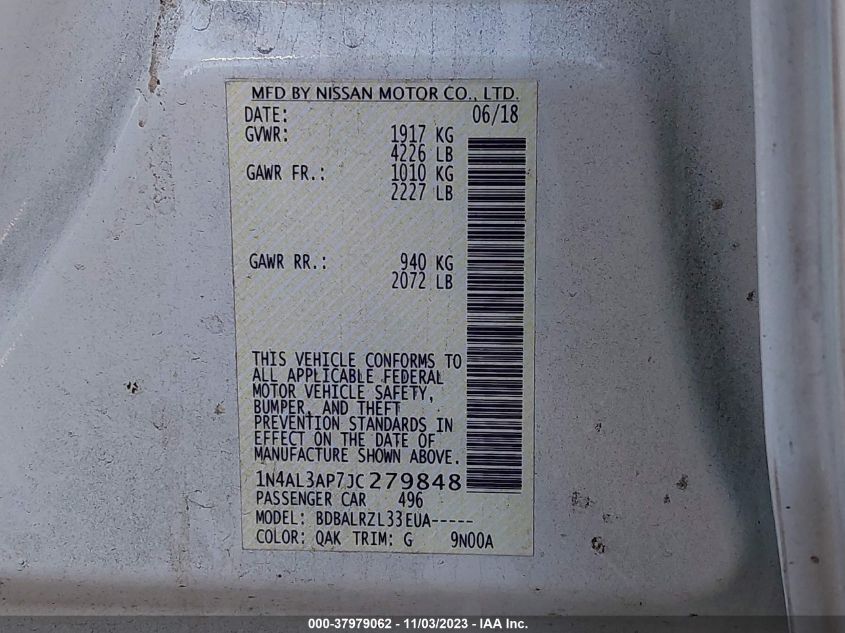 MFD BY NISSAN MOTOR CO., LTD.
DATE: 06/18
GVWR: 1917 KG
4226 LB
GAWR FR.: 1010 KG
2227 LB
GAWR RR.: 940 KG
2072 LB
THIS VEHICLE CONFORMS TO
ALL APPLICABLE FEDERAL
MOTOR VEHICLE SAFETY,
BUMPER, AND THEFT
PREVENTION STANDARDS IN
EFFECT ON THE DATE OF
MANUFACTURE SHOWN ABOVE.
1N4AL3AP7JC279848
PASSENGER CAR 496
MODEL: BDBALRZL33EUA-----
COLOR: QAK TRIM: G 9N00A
000-37979062 - 11/03/2023 - IAA Inc.